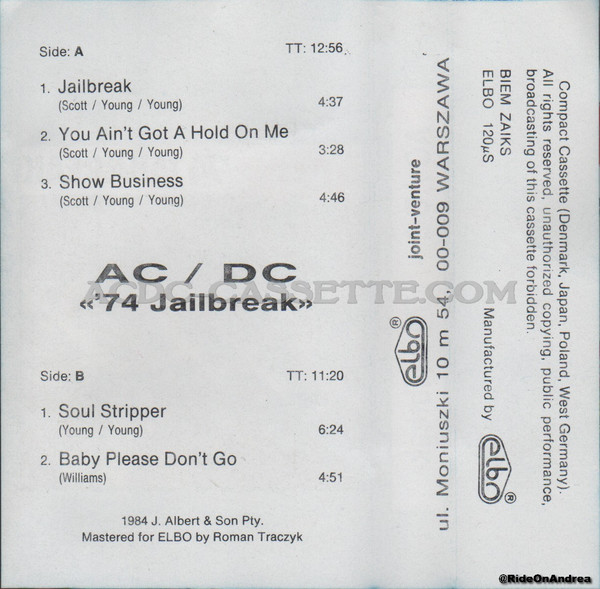 Side: A TT: 12:56
1. Jailbreak
(Scott / Young / Young) 4:37
2. You Ain't Got A Hold On Me
(Scott / Young / Young) 3:28
3. Show Business
(Scott / Young / Young) 4:46
AC / DC
«'74 Jailbreak»
ACDC-CASSETTE.COM
Side: B TT: 11:20
1. Soul Stripper
(Young / Young) 6:24
2. Baby Please Don't Go
(Williams) 4:51
1984 J. Albert & Son Pty.
Mastered for ELBO by Roman Traczyk
joint-venture elbo®
ul. Moniuszki 10 m 54, 00-009 WARSZAWA
Compact Cassette (Denmark, Japan, Poland, West Germany).
All rights reserved, unauthorized copying, public performance,
broadcasting of this cassette forbidden.
BIEM ZAIKS Manufactured by elbo®
ELBO 120µS
@RideOnAndrea